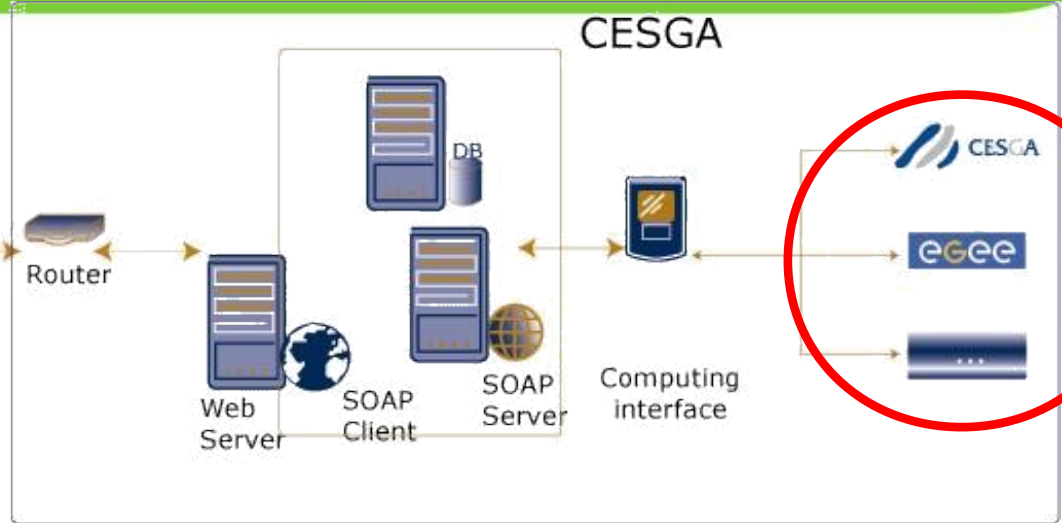 CESGA
DB
CESGA
eGee
Router
Computing
interface
SOAP
Server
SOAP
Client
Web
Server